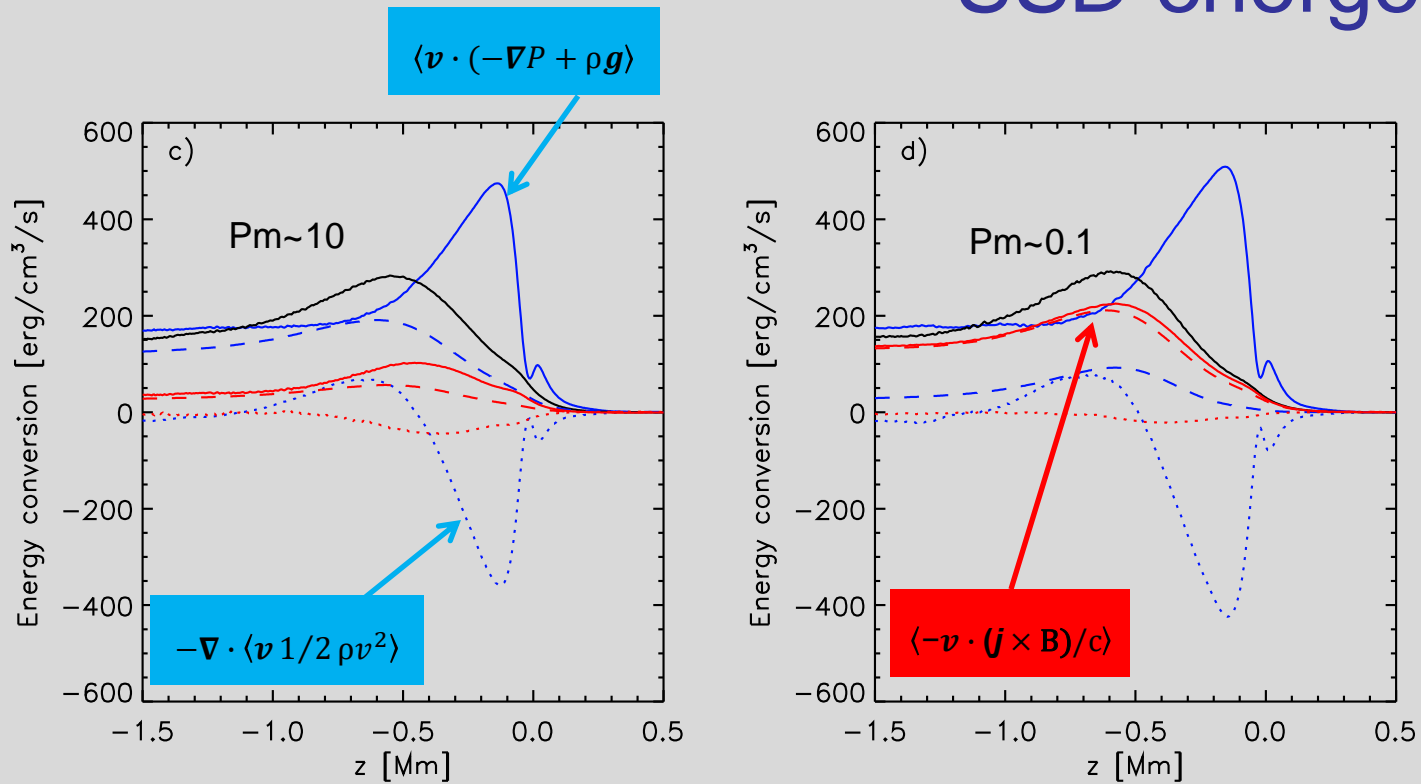 ⟨v · (−∇P + ρg⟩
600
400
200
0
−200
−400
−600
Energy conversion [erg/cm³/s]
c)
Pm~10
−∇ · ⟨v 1/2 ρv²⟩
−1.5 −1.0 −0.5 0.0 0.5
z [Mm]
600
400
200
0
−200
−400
−600
Energy conversion [erg/cm³/s]
d)
Pm~0.1
⟨−v · (j × B)/c⟩
−1.5 −1.0 −0.5 0.0 0.5
z [Mm]